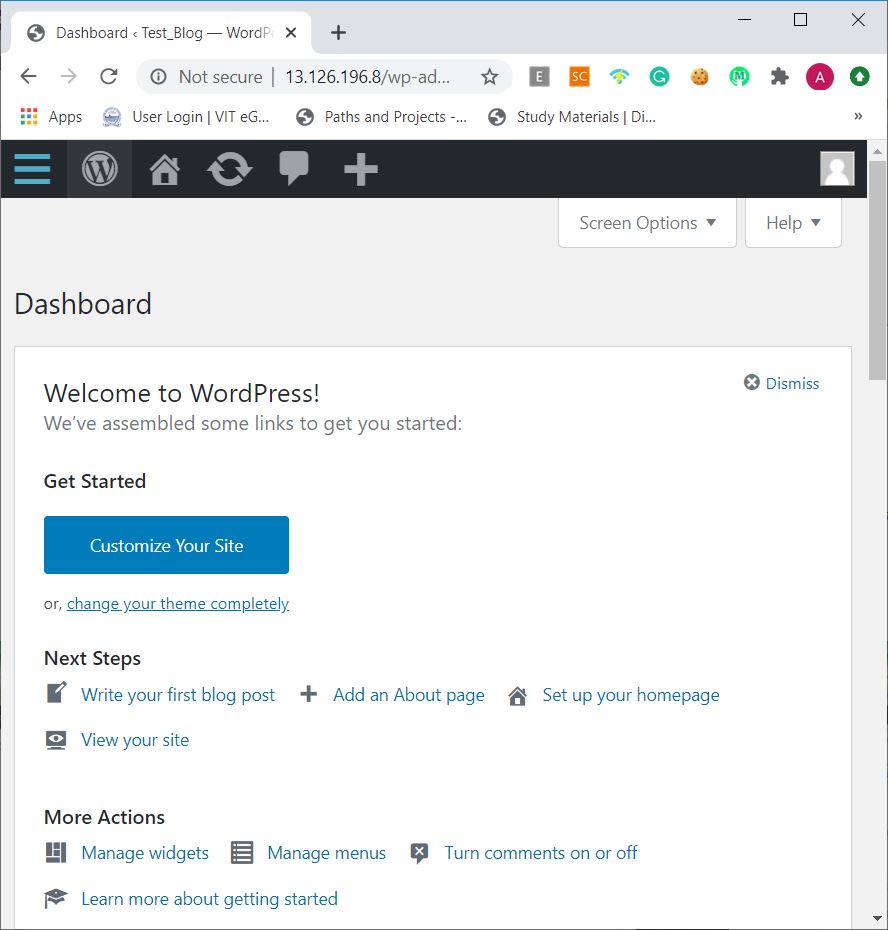 Dashboard ‹ Test_Blog — WordPr
Not secure | 13.126.196.8/wp-ad...
E SC G M A
Apps User Login | VIT eG... Paths and Projects -... Study Materials | Di... »
Screen Options ▼ Help ▼
Dashboard
Welcome to WordPress! Dismiss
We've assembled some links to get you started:
Get Started
Customize Your Site
or, change your theme completely
Next Steps
Write your first blog post Add an About page Set up your homepage
View your site
More Actions
Manage widgets Manage menus Turn comments on or off
Learn more about getting started